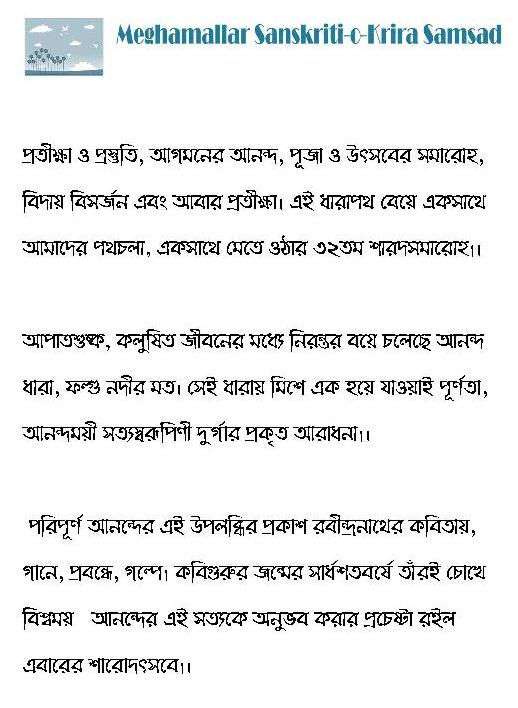 Meghamallar Sanskriti-o-Krira Samsad
প্রতীক্ষা ও প্রস্তুতি, আগমনের আনন্দ, পূজা ও উৎসবের সমারোহ,
বিদায় বিসর্জন এবং আবার প্রতীক্ষা। এই ধারাপথ বেয়ে একসাথে
আমাদের পথচলা, একসাথে মেতে ওঠার ৩২তম শারদসমারোহ।।
আপাতশুষ্ক, কলুষিত জীবনের মধ্যে নিরন্তর বয়ে চলেছে আনন্দ
ধারা, ফল্গু নদীর মত। সেই ধারায় মিশে এক হয়ে যাওয়াই পূর্ণতা,
আনন্দময়ী সত্যস্বরূপিণী দুর্গার প্রকৃত আরাধনা।।
পরিপূর্ণ আনন্দের এই উপলব্ধির প্রকাশ রবীন্দ্রনাথের কবিতায়,
গানে, প্রবন্ধে, গল্পে। কবিগুরুর জন্মের সার্ধশতবর্ষে তাঁরই চোখে
বিশ্বময় আনন্দের এই সত্যকে অনুভব করার প্রচেষ্টা রইল
এবারের শারোদৎসবে।।